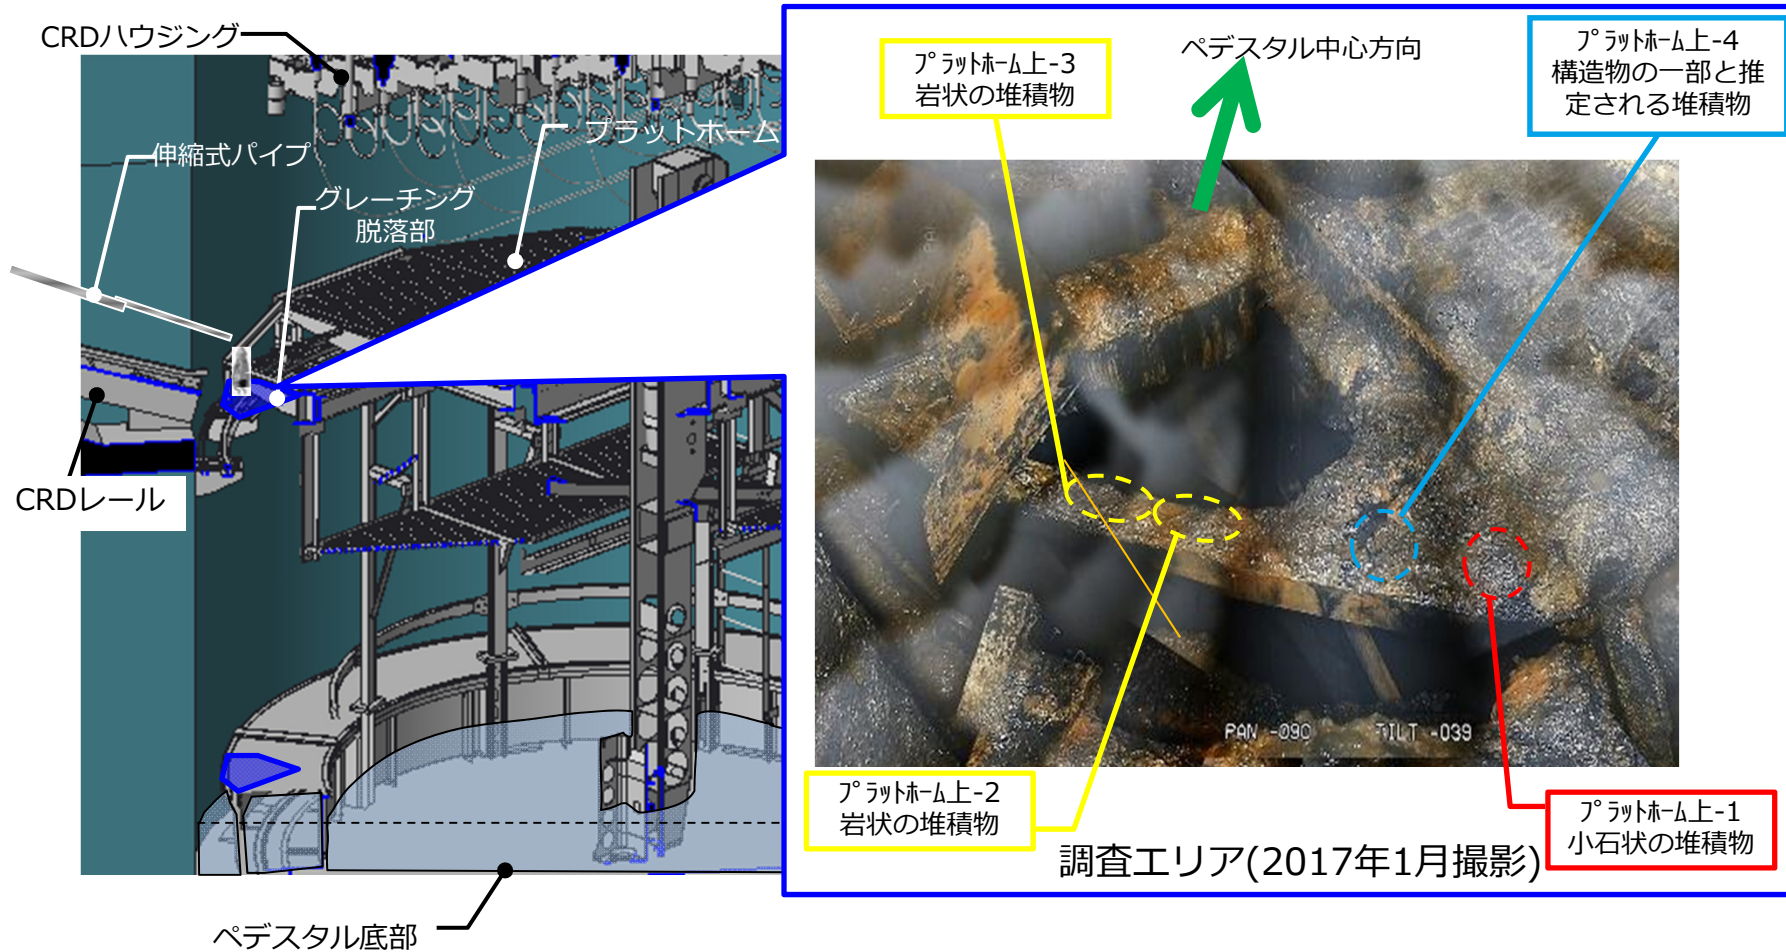 CRDハウジング
伸縮式パイプ
プラットホーム
グレーチング
脱落部
CRDレール
ペデスタル底部
ﾌﾟﾗｯﾄﾎｰﾑ上-3
岩状の堆積物
ペデスタル中心方向
ﾌﾟﾗｯﾄﾎｰﾑ上-4
構造物の一部と推
定される堆積物
PAN -090 TILT -039
ﾌﾟﾗｯﾄﾎｰﾑ上-2
岩状の堆積物
ﾌﾟﾗｯﾄﾎｰﾑ上-1
小石状の堆積物
調査エリア(2017年1月撮影)